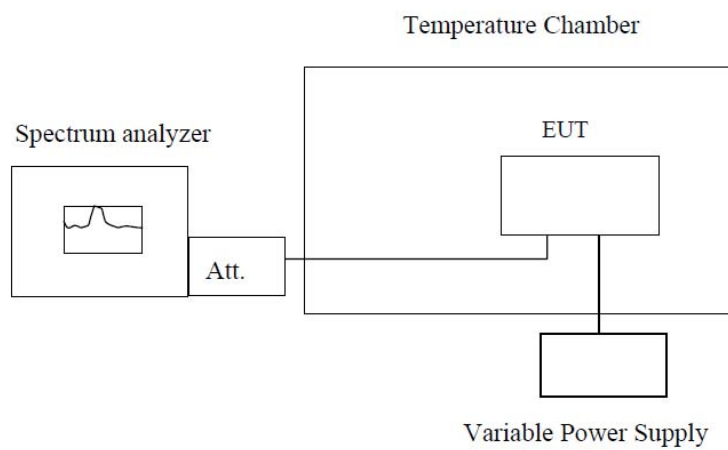 Temperature Chamber
Spectrum analyzer
EUT
Att.
Variable Power Supply